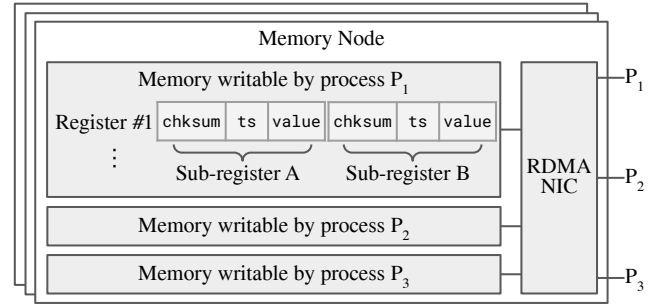 Memory Node
Memory writable by process P1
P1
Register #1 chksum ts value chksum ts value
⋮
Sub-register A Sub-register B
RDMA
NIC
P2
Memory writable by process P2
Memory writable by process P3
P3